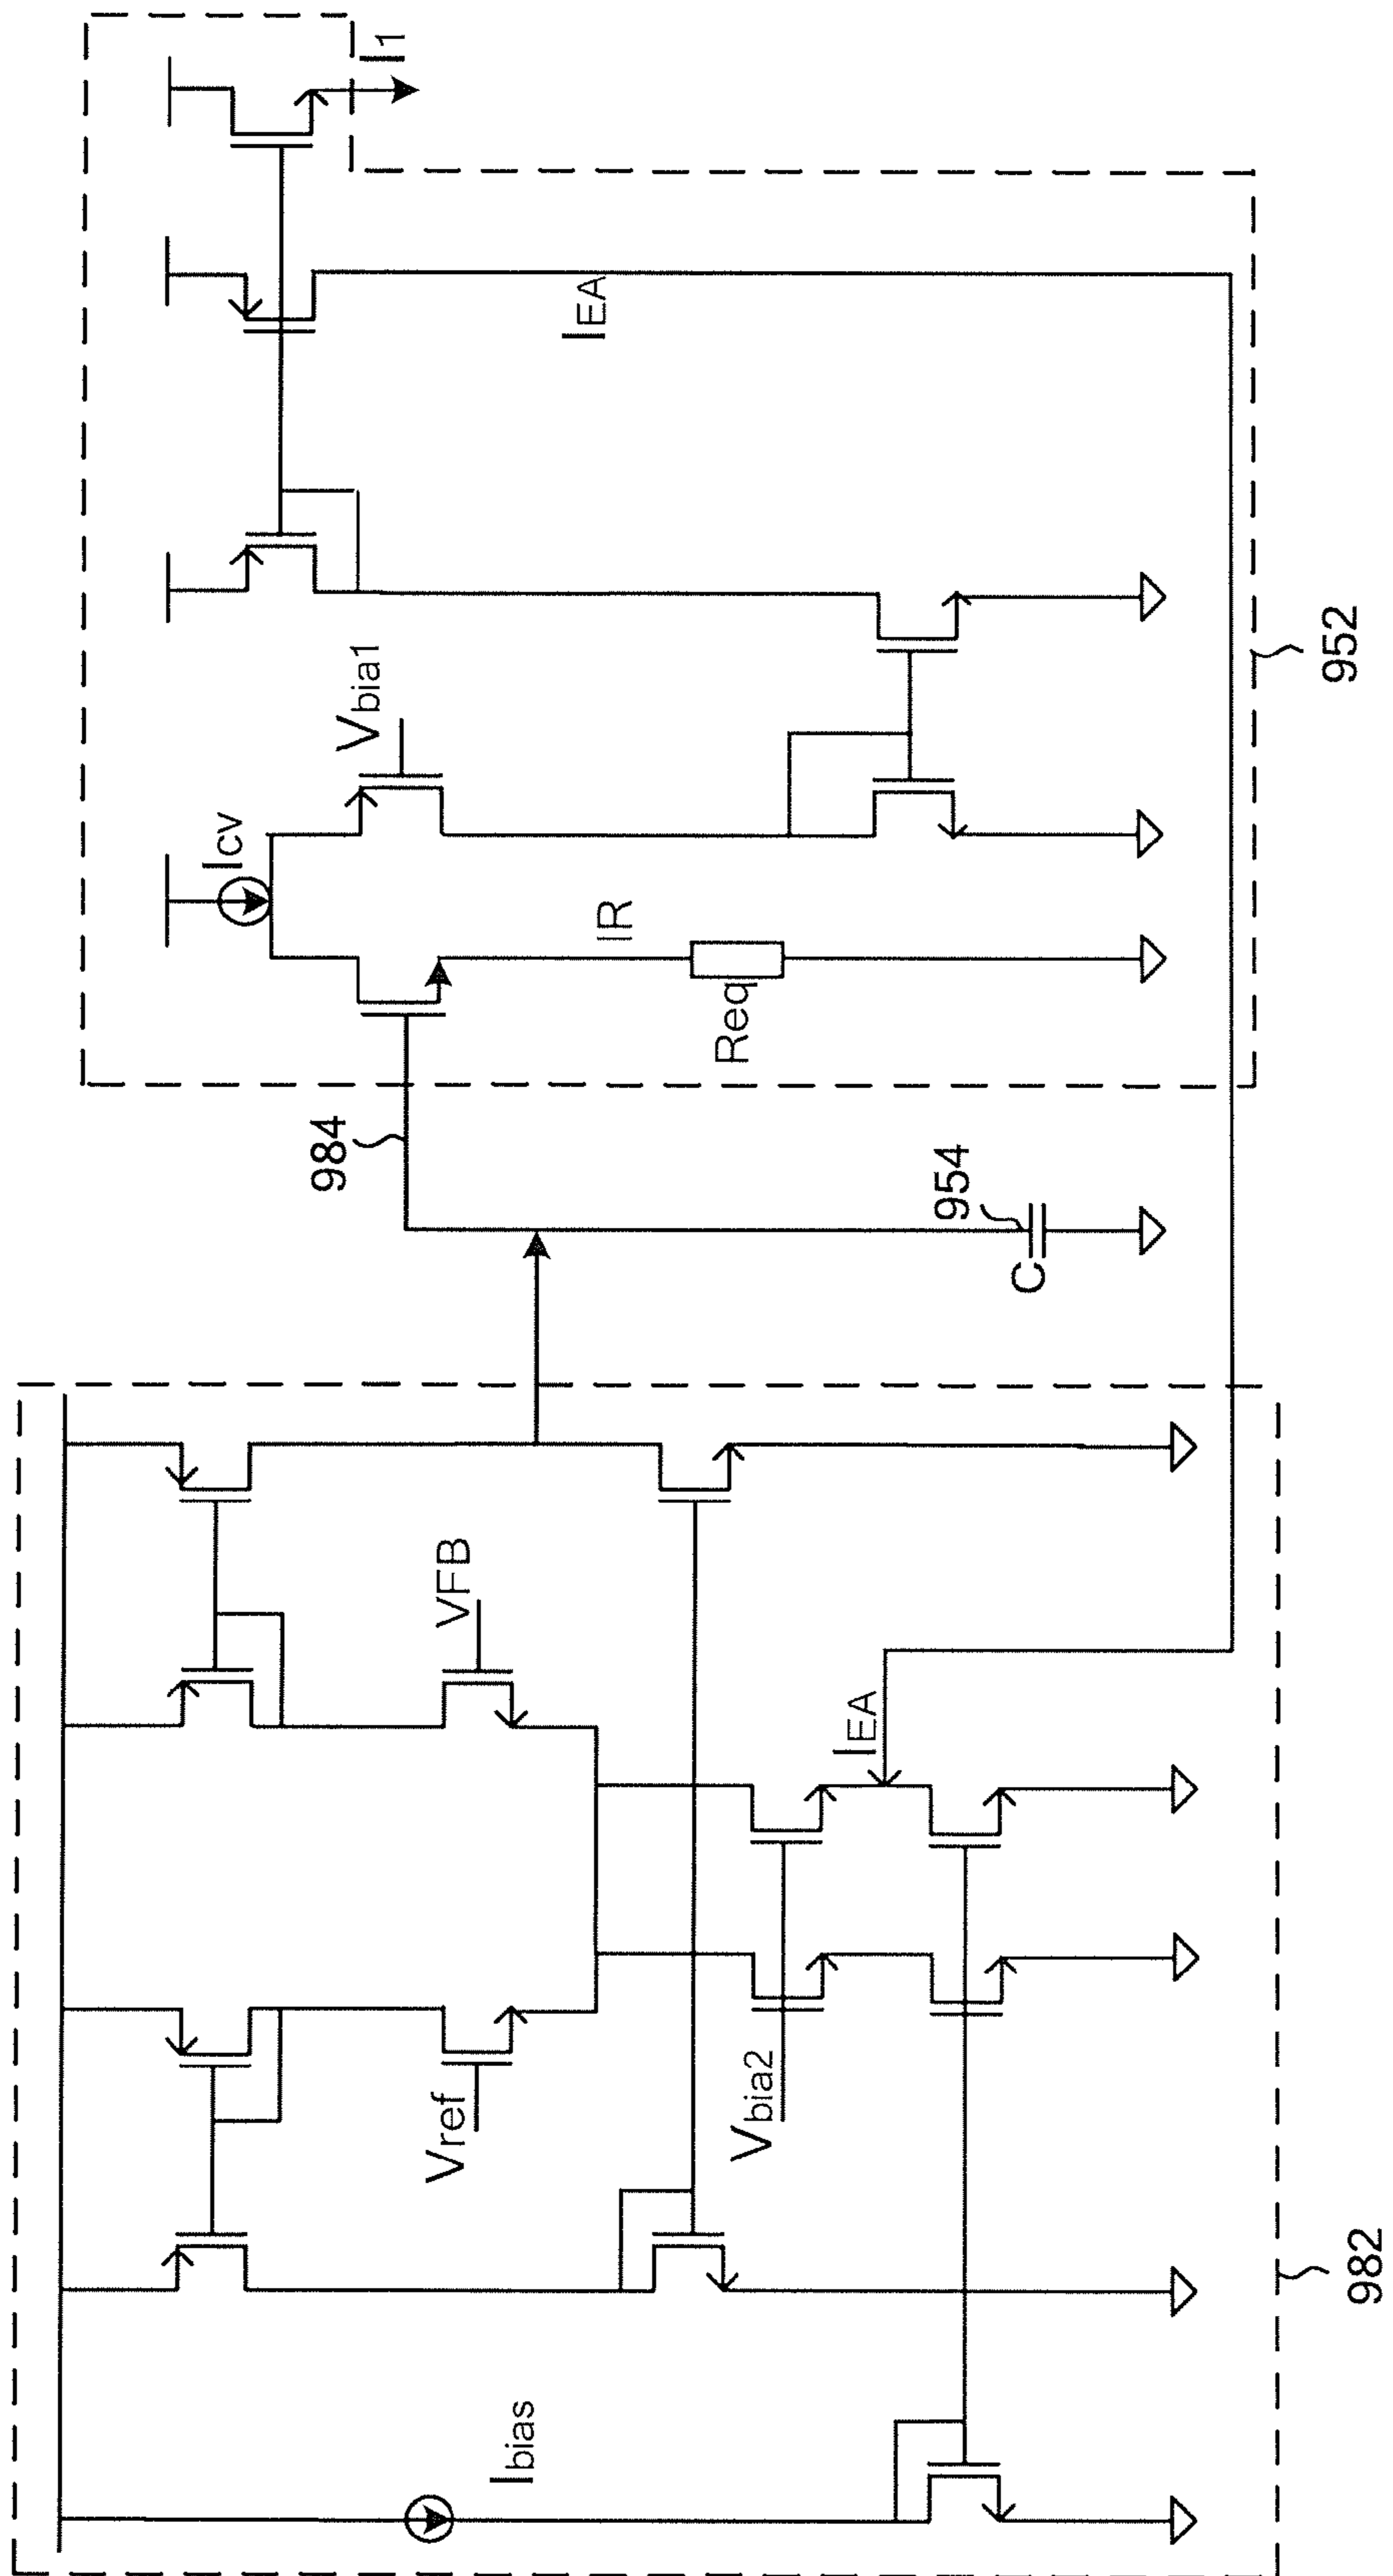 I1
IEA
Vbia1
Icv
IR
Req
952
984
954
C
VFB
IEA
Vref
Vbia2
Ibias
982